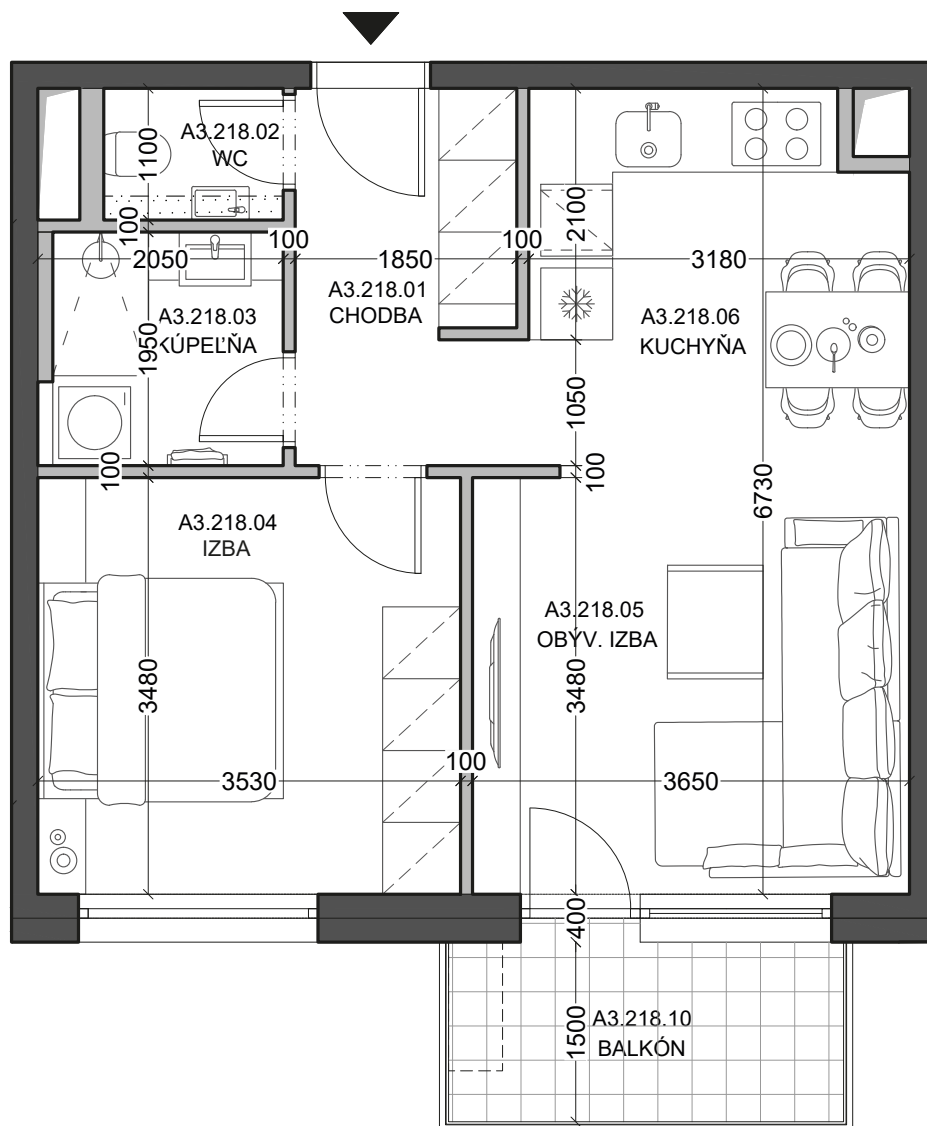 A3.218.02
WC
1100
100
2050
100
1850
100
2100
3180
A3.218.01
CHODBA
A3.218.03
KÚPEĽŇA
1950
A3.218.06
KUCHYŇA
1050
100
100
6730
A3.218.04
IZBA
A3.218.05
OBÝV. IZBA
3480
3480
3530
100
3650
400
A3.218.10
BALKÓN
1500